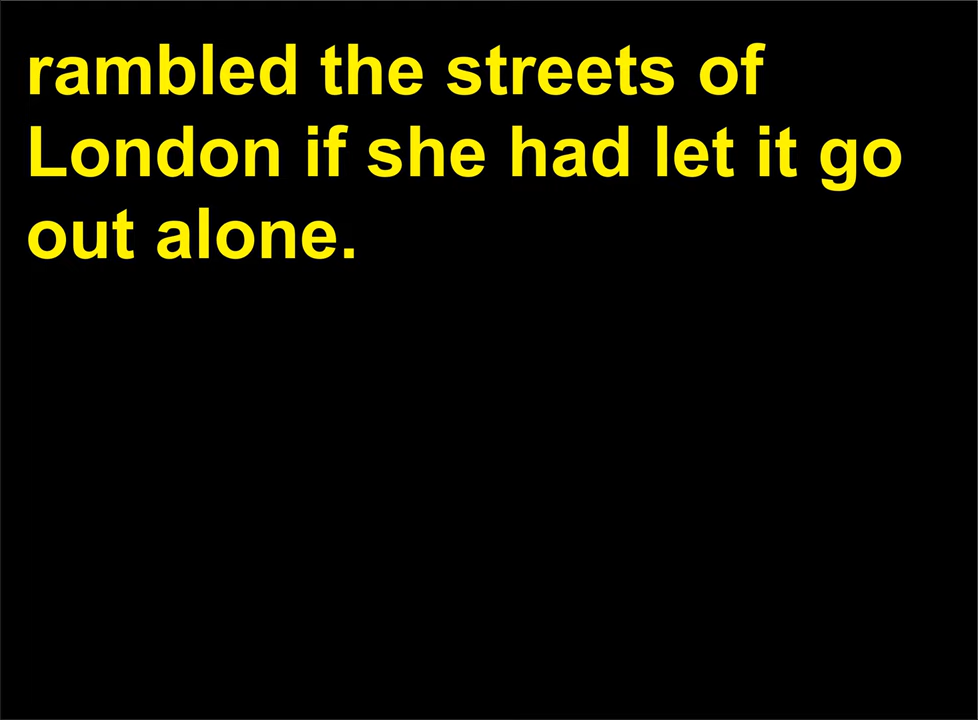 rambled the streets of
London if she had let it go
out alone.